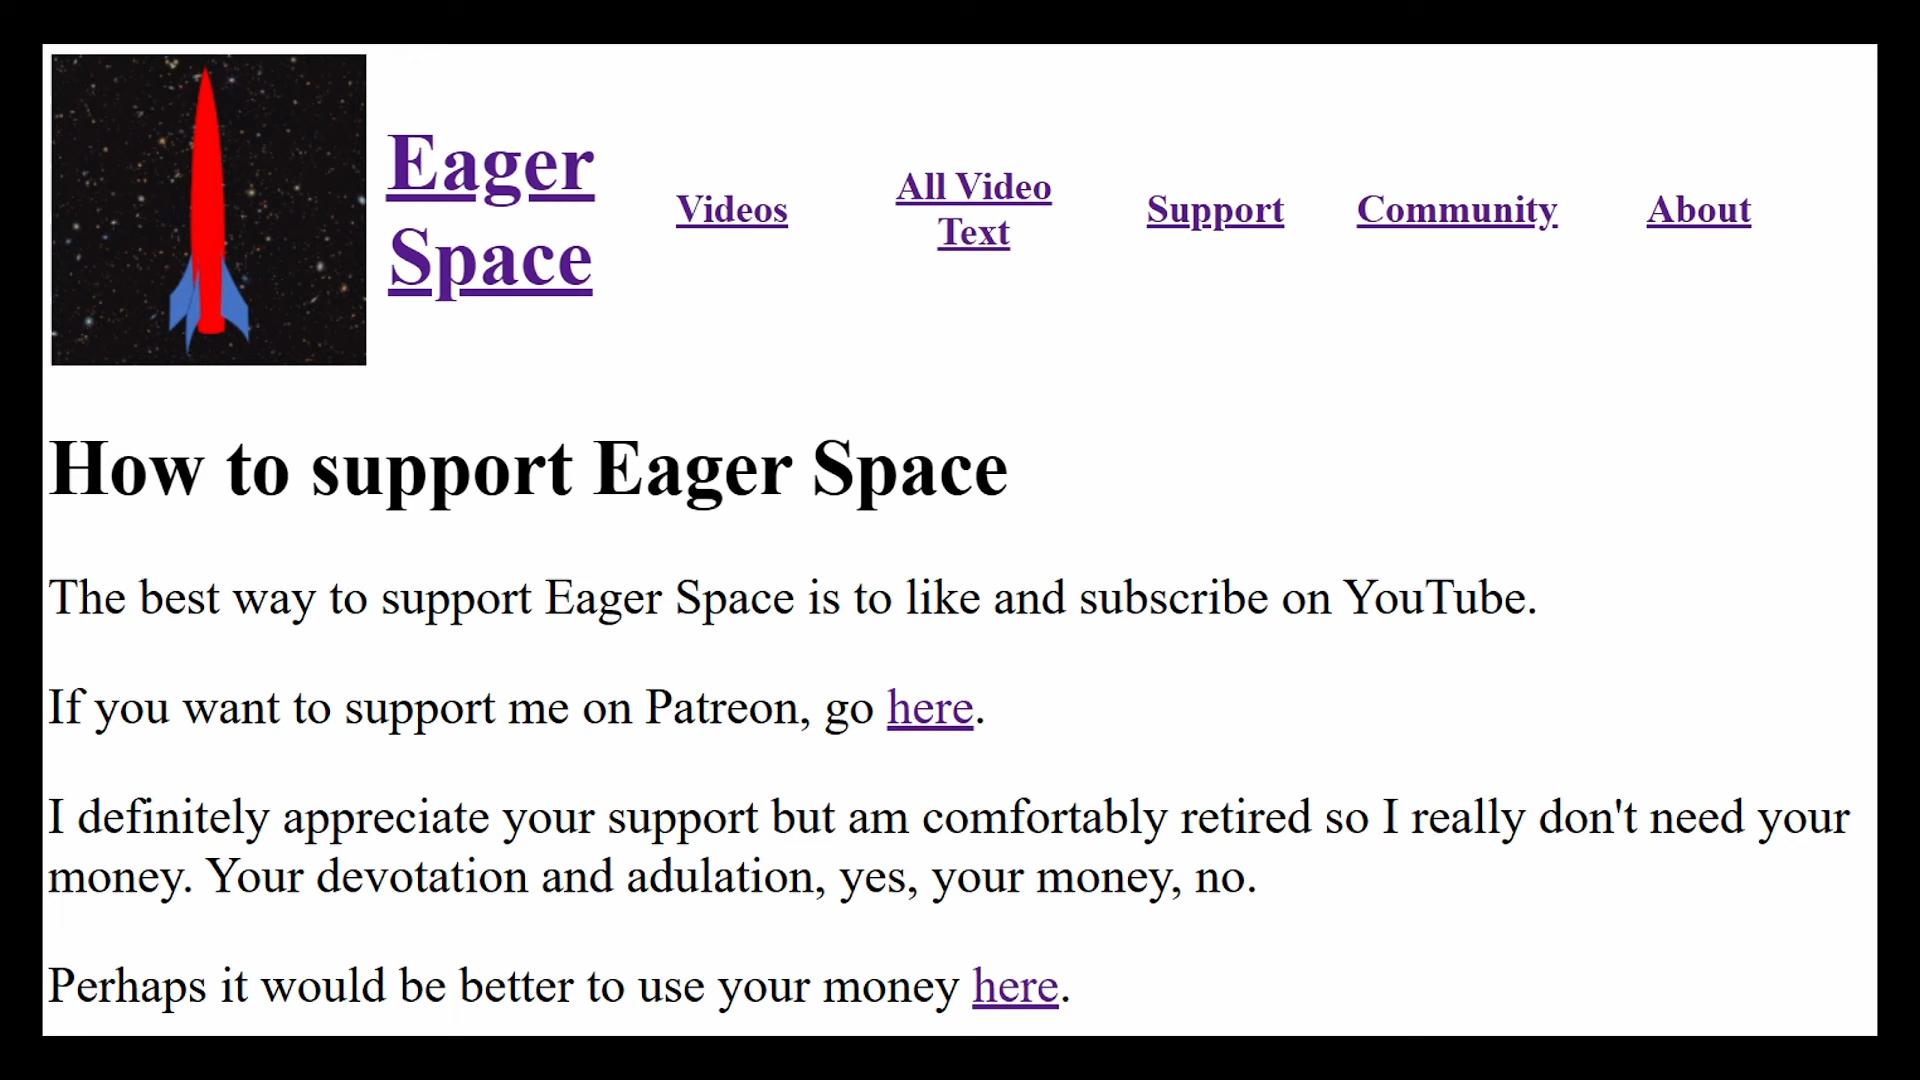 Eager
Space
Videos
All Video
Text
Support
Community
About
How to support Eager Space
The best way to support Eager Space is to like and subscribe on YouTube.
If you want to support me on Patreon, go here.
I definitely appreciate your support but am comfortably retired so I really don't need your
money. Your devotation and adulation, yes, your money, no.
Perhaps it would be better to use your money here.